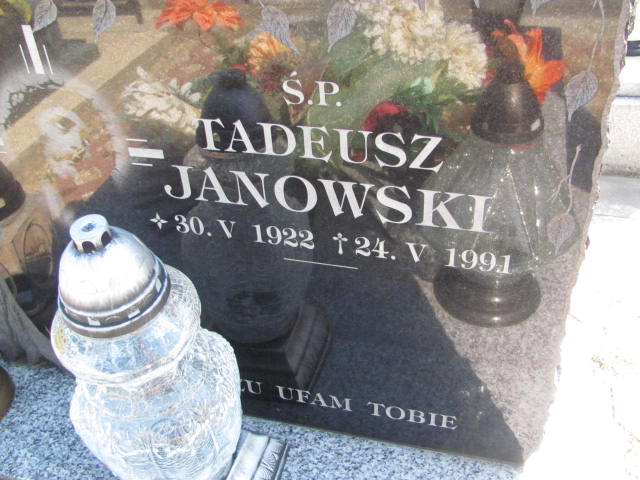 Ś.P.
TADEUSZ
JANOWSKI
30. V 1922 † 24. V 1991
UFAM TOBIE